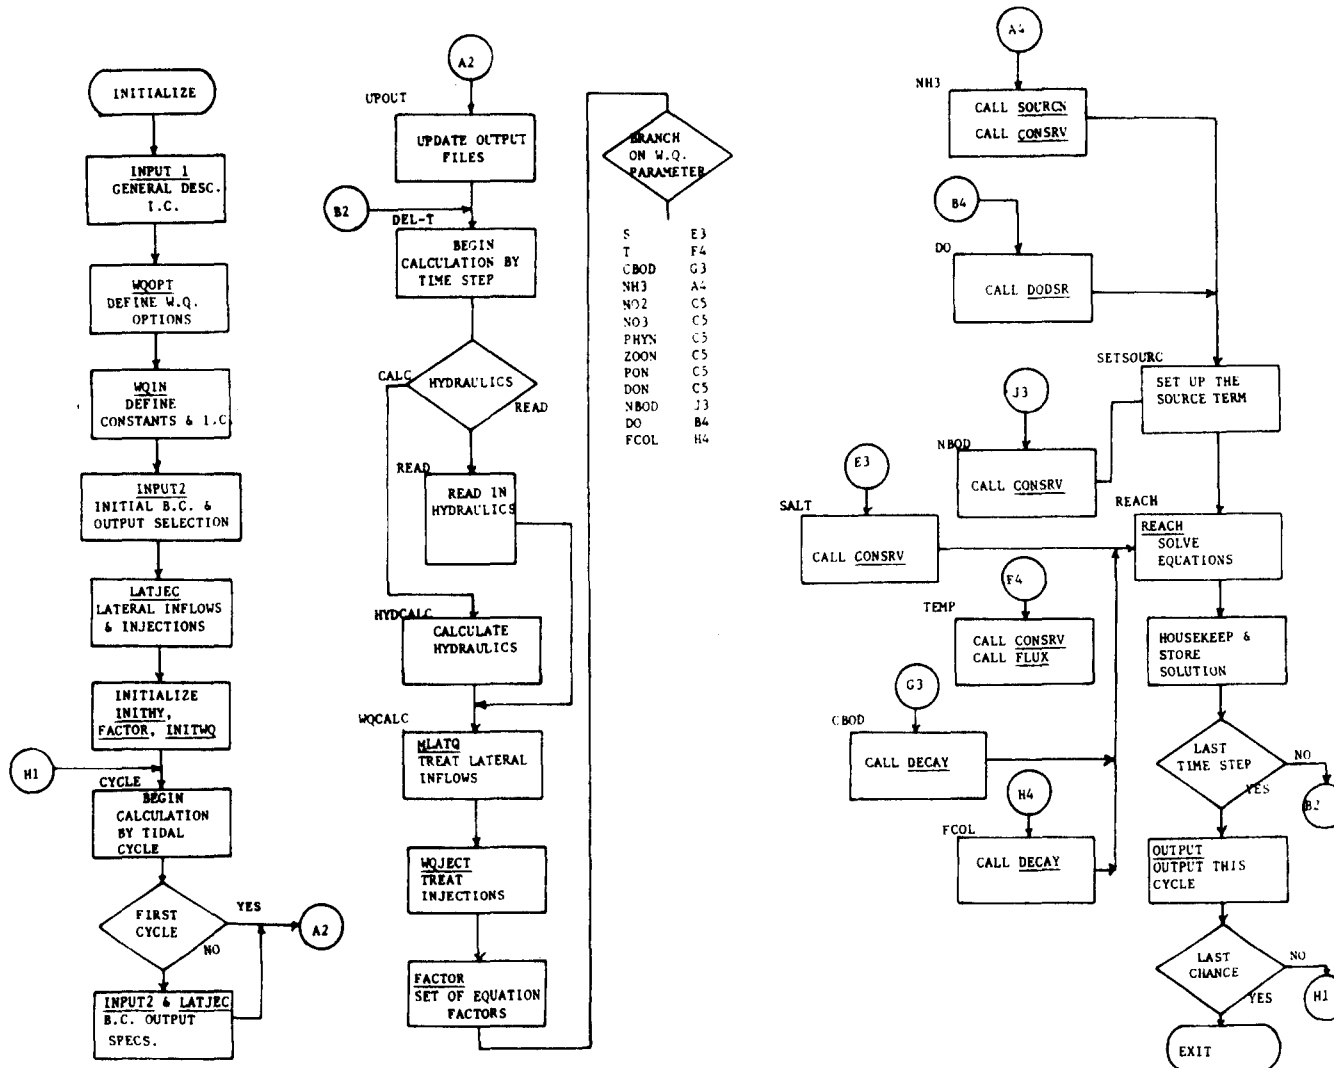 INITIALIZE
INPUT 1
GENERAL DESC.
I.C.
WQOPT
DEFINE W.Q.
OPTIONS
WQIN
DEFINE
CONSTANTS & I.C.
INPUT2
INITIAL B.C. &
OUTPUT SELECTION
LATJEC
LATERAL INFLOWS
& INJECTIONS
INITIALIZE
INITHY,
FACTOR, INITWQ
H1
CYCLE
BEGIN
CALCULATION
BY TIDAL
CYCLE
FIRST
CYCLE
YES
NO
A2
INPUT2 & LATJEC
B.C. OUTPUT
SPECS.
A2
UPOUT
UPDATE OUTPUT
FILES
B2
DEL-T
BEGIN
CALCULATION BY
TIME STEP
CALC
HYDRAULICS
READ
READ
READ IN
HYDRAULICS
HYDCALC
CALCULATE
HYDRAULICS
WQCALC
MLATQ
TREAT LATERAL
INFLOWS
WQJECT
TREAT
INJECTIONS
FACTOR
SET OF EQUATION
FACTORS
BRANCH
ON W.Q.
PARAMETER
S E3
T F4
CBOD G3
NH3 A4
NO2 C5
NO3 C5
PHYN C5
ZOON C5
PON C5
DON C5
NBOD J3
DO B4
FCOL H4
A4
NH3
CALL SOURCN
CALL CONSRV
B4
DO
CALL DODSR
SETSOURC
SET UP THE
SOURCE TERM
J3
NBOD
CALL CONSRV
E3
SALT
CALL CONSRV
REACH
REACH
SOLVE
EQUATIONS
F4
TEMP
CALL CONSRV
CALL FLUX
HOUSEKEEP &
STORE
SOLUTION
G3
CBOD
CALL DECAY
LAST
TIME STEP
NO
YES
B2
H4
FCOL
CALL DECAY
OUTPUT
OUTPUT THIS
CYCLE
LAST
CHANCE
NO
YES
H1
EXIT